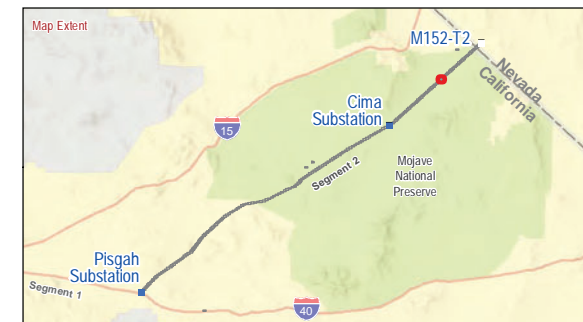 Map Extent
M152-T2
Nevada
California
Cima
Substation
15
Mojave
National
Preserve
Segment 2
Pisgah
Substation
Segment 1
40